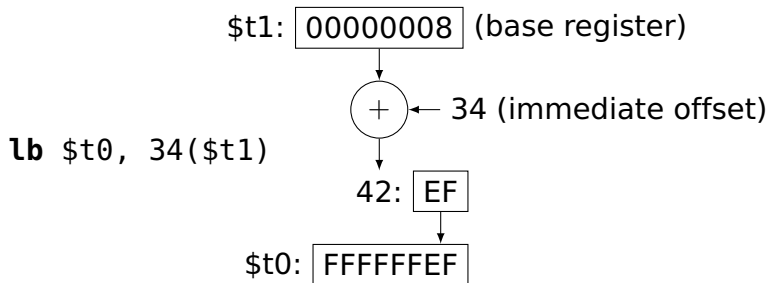 $t1: 00000008 (base register)
+ 34 (immediate offset)
lb $t0, 34($t1)
42: EF
$t0: FFFFFFEF